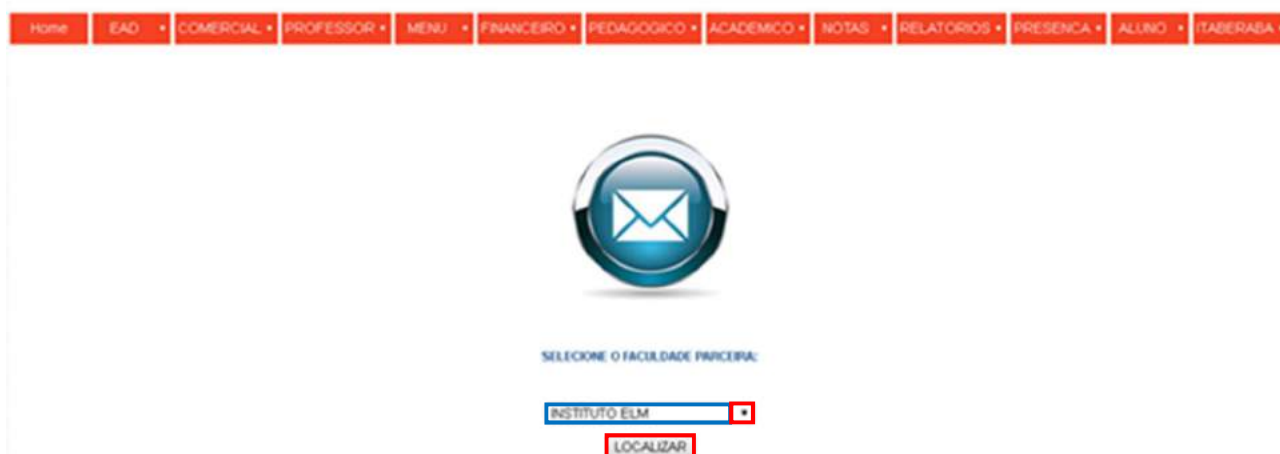 Home EAD COMERCIAL PROFESSOR MENU FINANCEIRO PEDAGOGICO ACADEMICO NOTAS RELATORIOS PRESENCA ALUNO ITABERABA
SELECIONE O FACULDADE PARCEIRA:
INSTITUTO ELM
LOCALIZAR